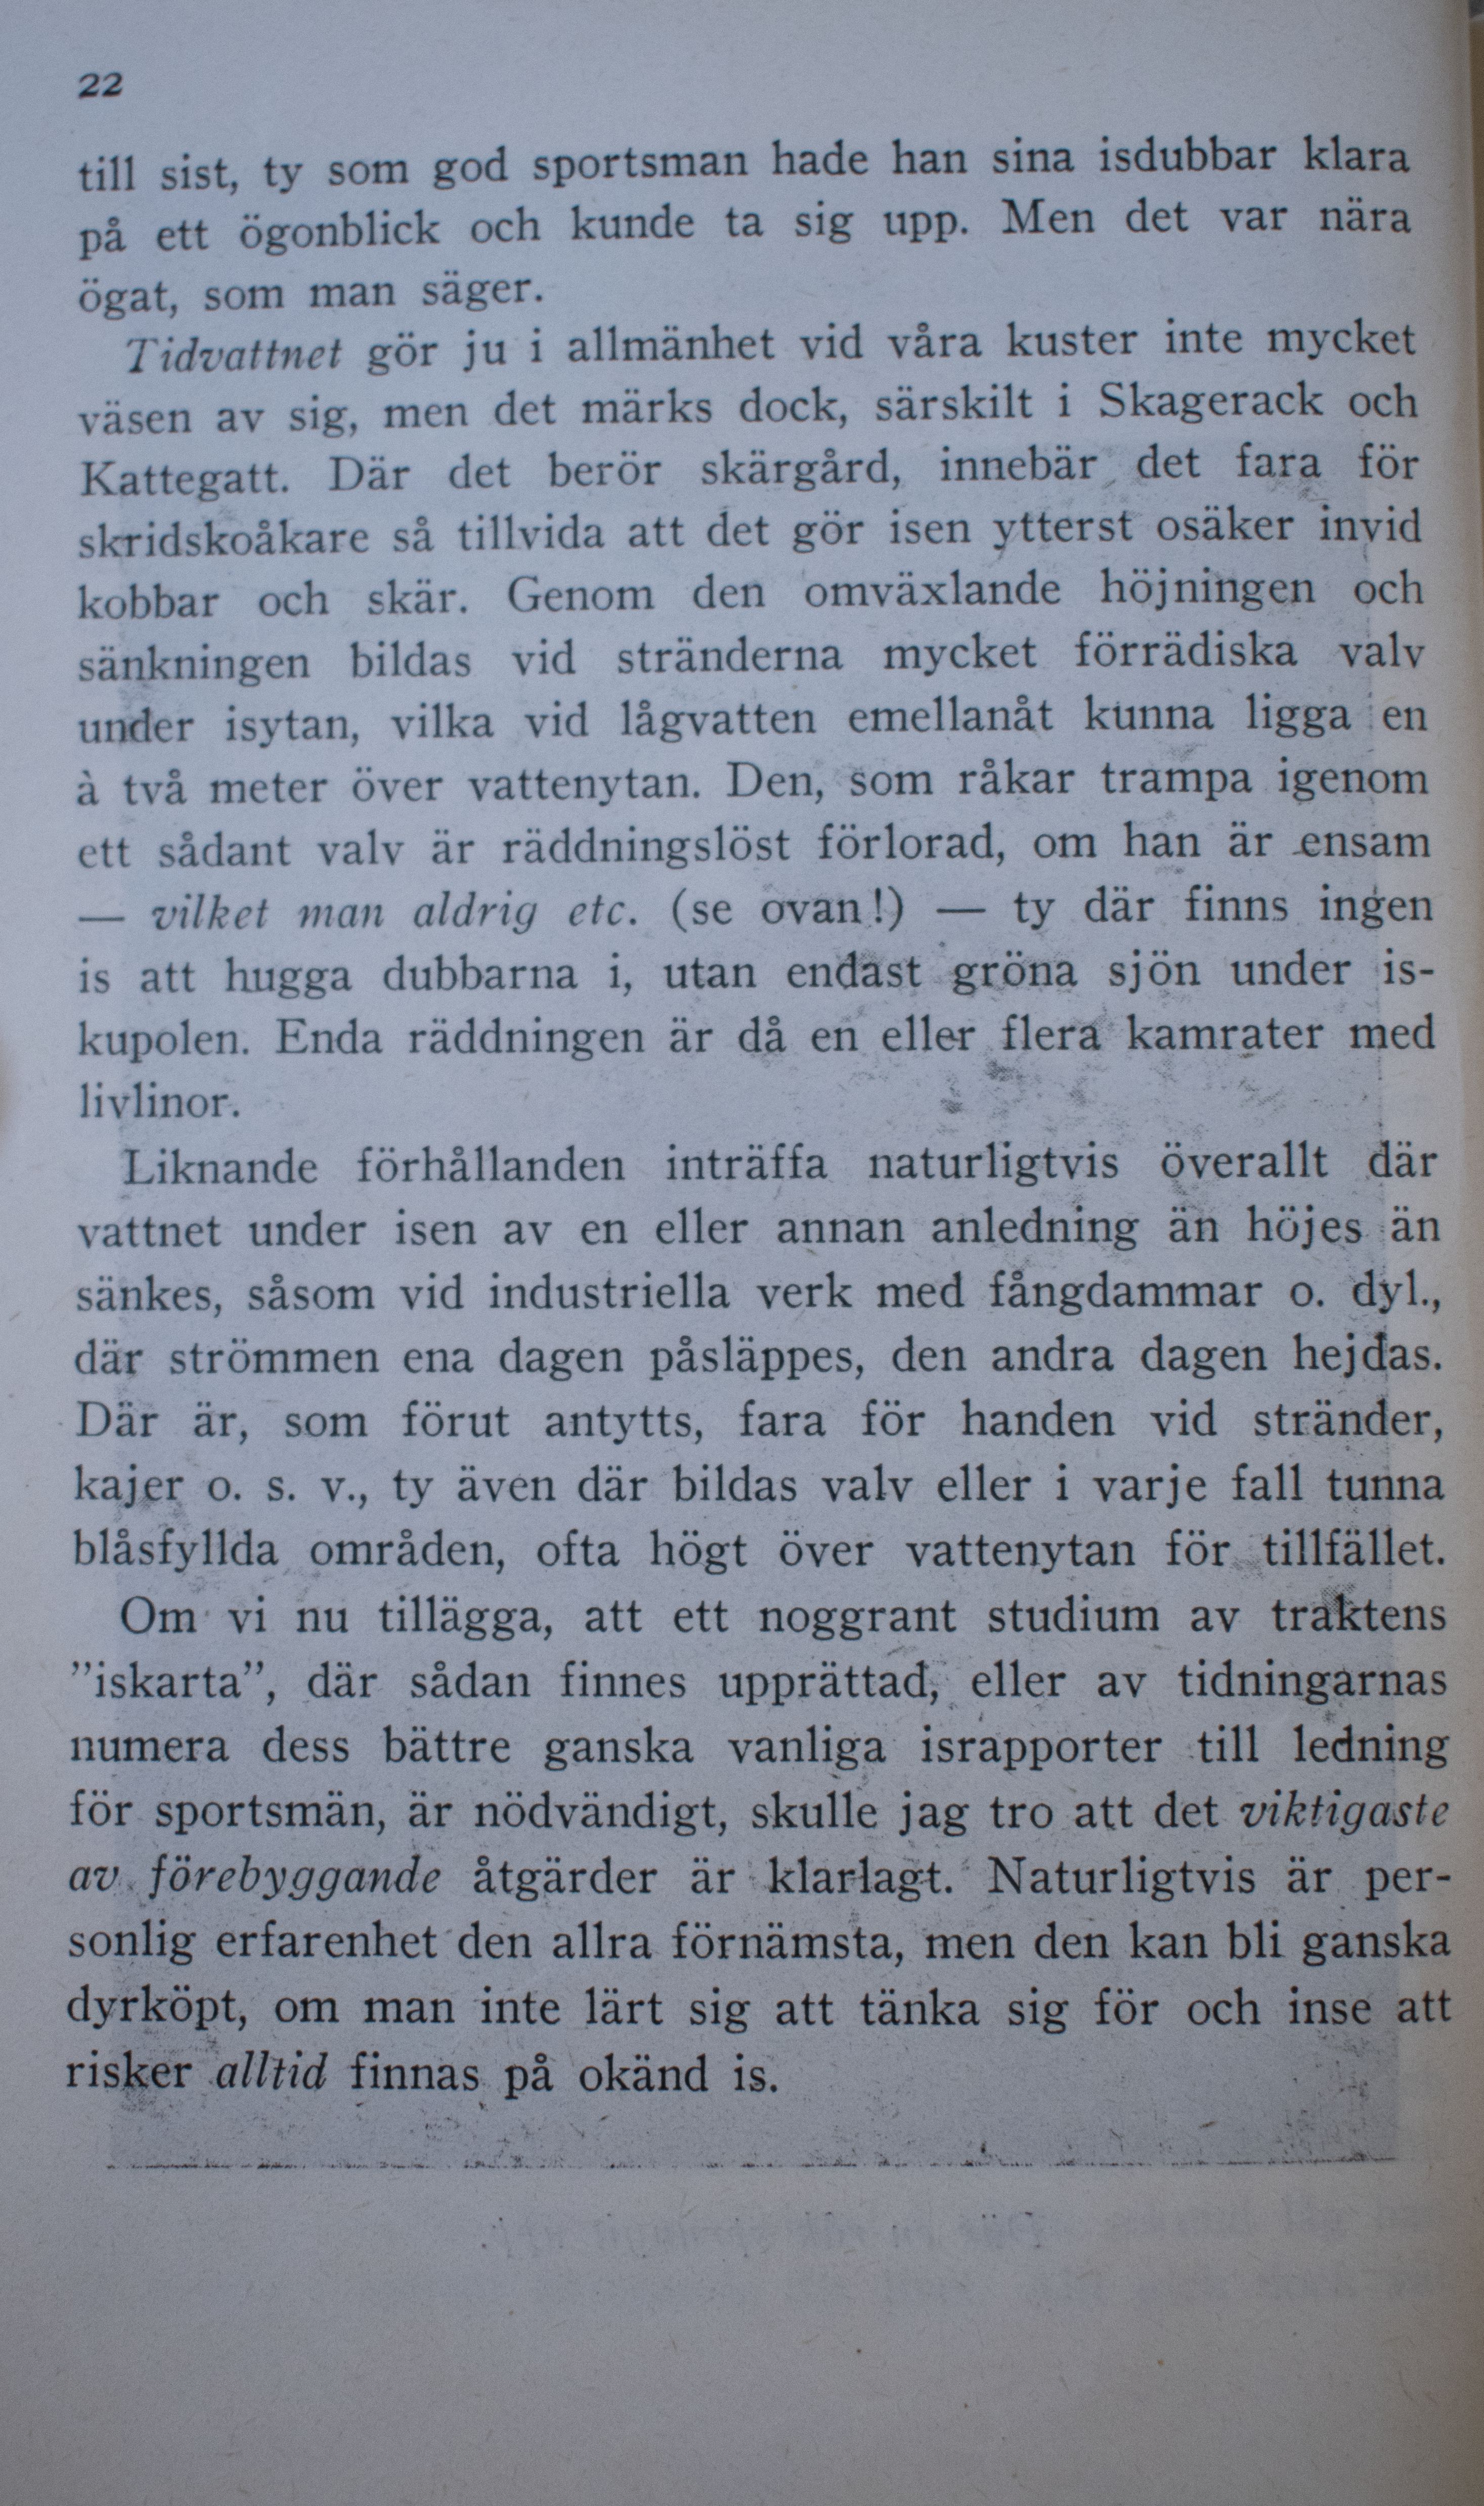 22
till sist, ty som god sportsman hade han sina isdubbar klara
på ett ögonblick och kunde ta sig upp. Men det var nära
ögat, som man säger.
Tidvattnet gör ju i allmänhet vid våra kuster inte mycket
väsen av sig, men det märks dock, särskilt i Skagerack och
Kattegatt. Där det berör skärgård, innebär det fara för
skridskoåkare så tillvida att det gör isen ytterst osäker invid
kobbar och skär. Genom den omväxlande höjningen och
sänkningen bildas vid stränderna mycket förrädiska valv
under isytan, vilka vid lågvatten emellanåt kunna ligga en
à två meter över vattenytan. Den, som råkar trampa igenom
ett sådant valv är räddningslöst förlorad, om han är ensam
— vilket man aldrig etc. (se ovan!) — ty där finns ingen
is att hugga dubbarna i, utan endast gröna sjön under is-
kupolen. Enda räddningen är då en eller flera kamrater med
livlinor.
Liknande förhållanden inträffa naturligtvis överallt där
vattnet under isen av en eller annan anledning än höjes än
sänkes, såsom vid industriella verk med fångdammar o. dyl.,
där strömmen ena dagen påsläppes, den andra dagen hejdas.
Där är, som förut antytts, fara för handen vid stränder,
kajer o. s. v., ty även där bildas valv eller i varje fall tunna
blåsfyllda områden, ofta högt över vattenytan för tillfället.
Om vi nu tillägga, att ett noggrant studium av traktens
”iskarta”, där sådan finnes upprättad, eller av tidningarnas
numera dess bättre ganska vanliga israpporter till ledning
för sportsmän, är nödvändigt, skulle jag tro att det viktigaste
av förebyggande åtgärder är klarlagt. Naturligtvis är per-
sonlig erfarenhet den allra förnämsta, men den kan bli ganska
dyrköpt, om man inte lärt sig att tänka sig för och inse att
risker alltid finnas på okänd is.